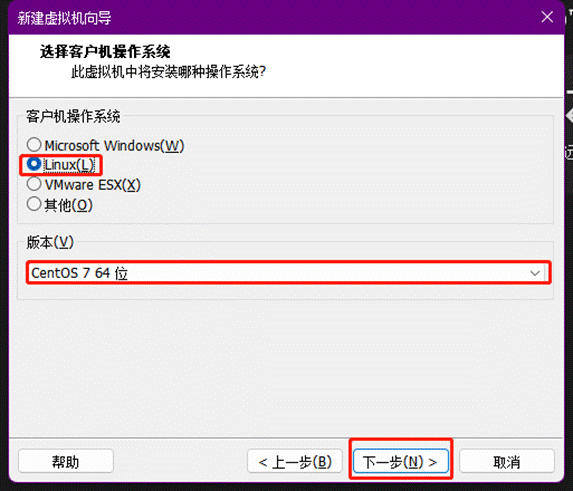 新建虚拟机向导
选择客户机操作系统
此虚拟机中将安装哪种操作系统?
客户机操作系统
Microsoft Windows(W)
Linux(L)
VMware ESX(X)
其他(O)
版本(V)
CentOS 7 64 位
帮助
< 上一步(B)
下一步(N) >
取消